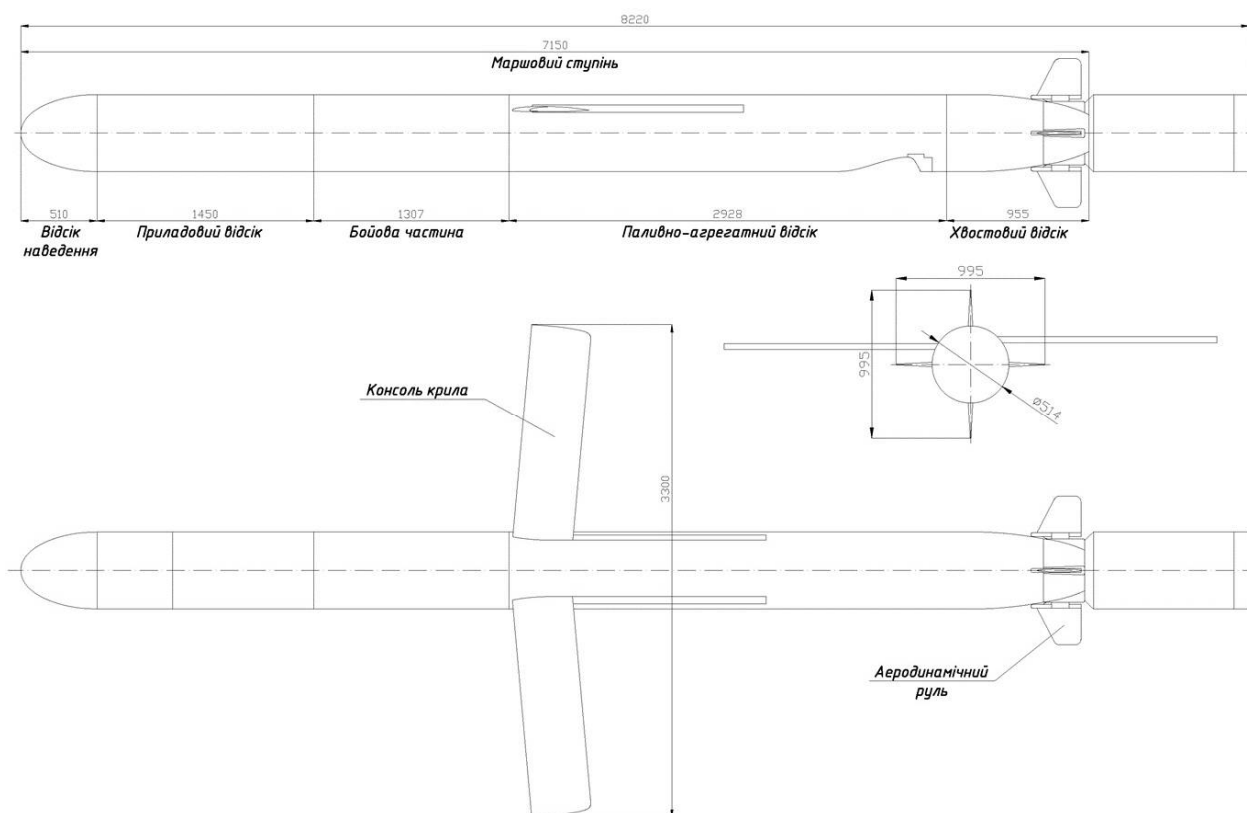 8220
7150
Маршовий ступінь
510
1450
1307
2928
955
Відсік
наведення
Приладовий відсік
Бойова частина
Паливно-агрегатний відсік
Хвостовий відсік
995
995
ø514
Консоль крила
3300
Аеродинамічний
руль